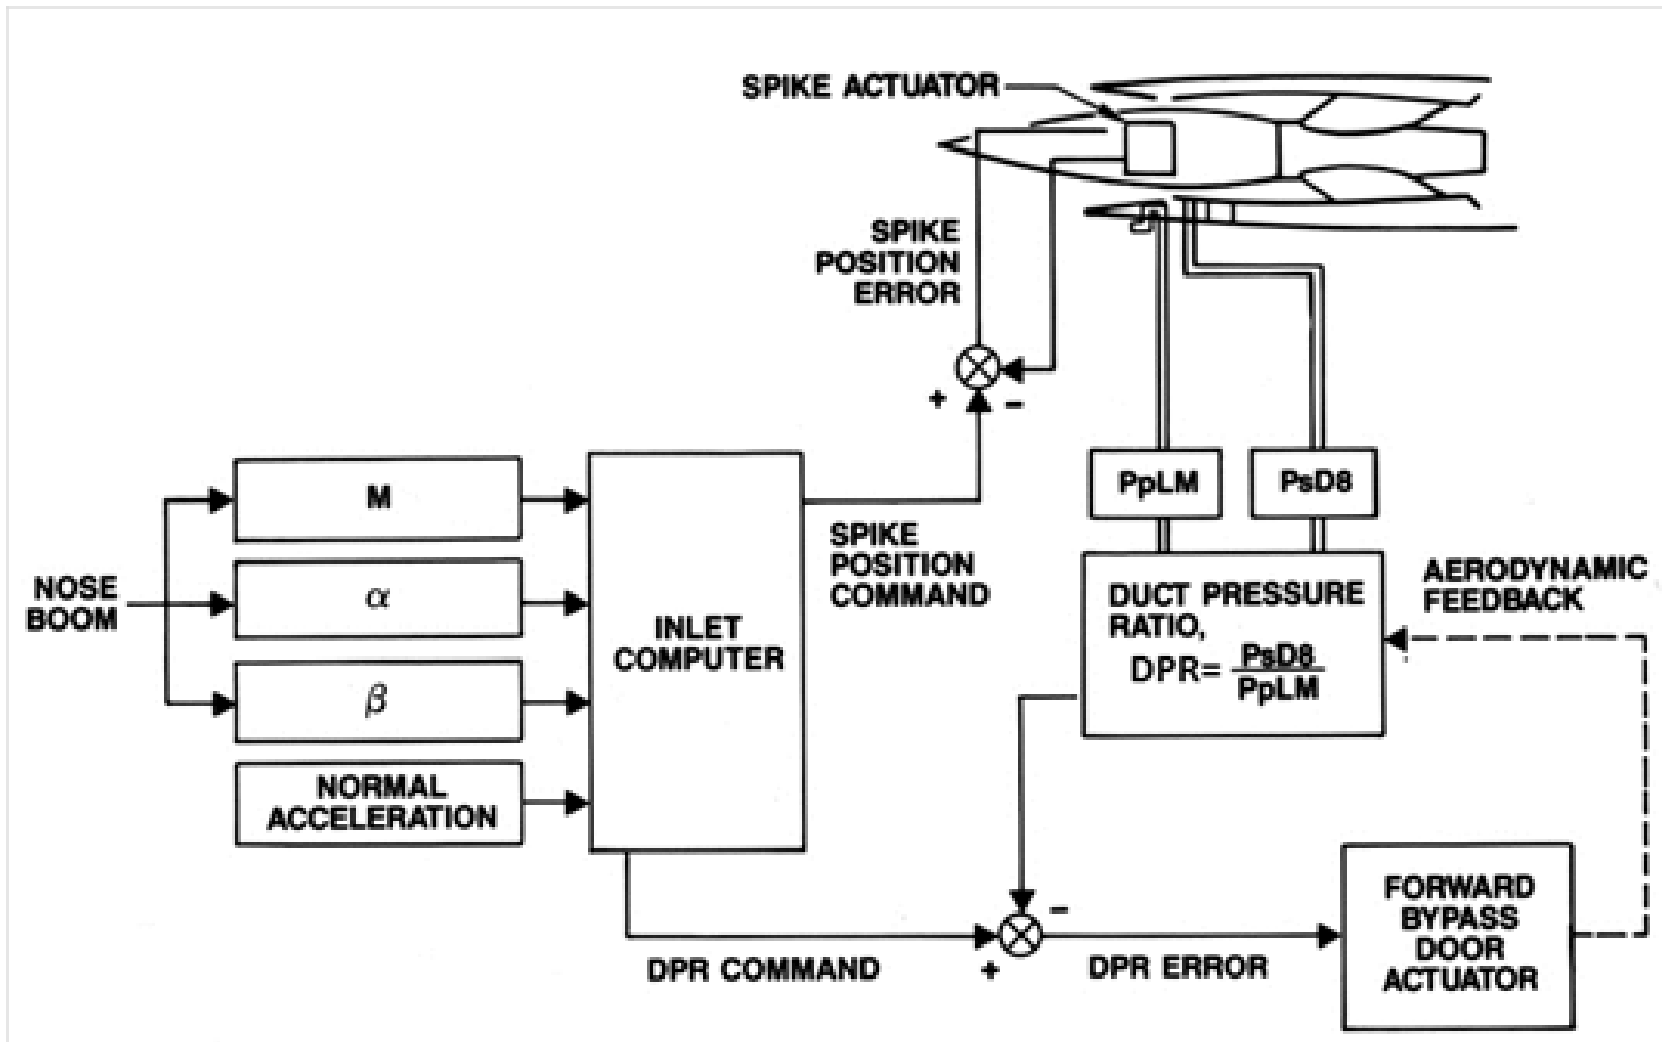 SPIKE ACTUATOR
SPIKE
POSITION
ERROR
+
−
M
PpLM
PsD8
SPIKE
POSITION
COMMAND
NOSE
BOOM
α
INLET
COMPUTER
DUCT PRESSURE
RATIO,
DPR= PsD8
PpLM
AERODYNAMIC
FEEDBACK
β
NORMAL
ACCELERATION
−
+
DPR COMMAND
DPR ERROR
FORWARD
BYPASS
DOOR
ACTUATOR